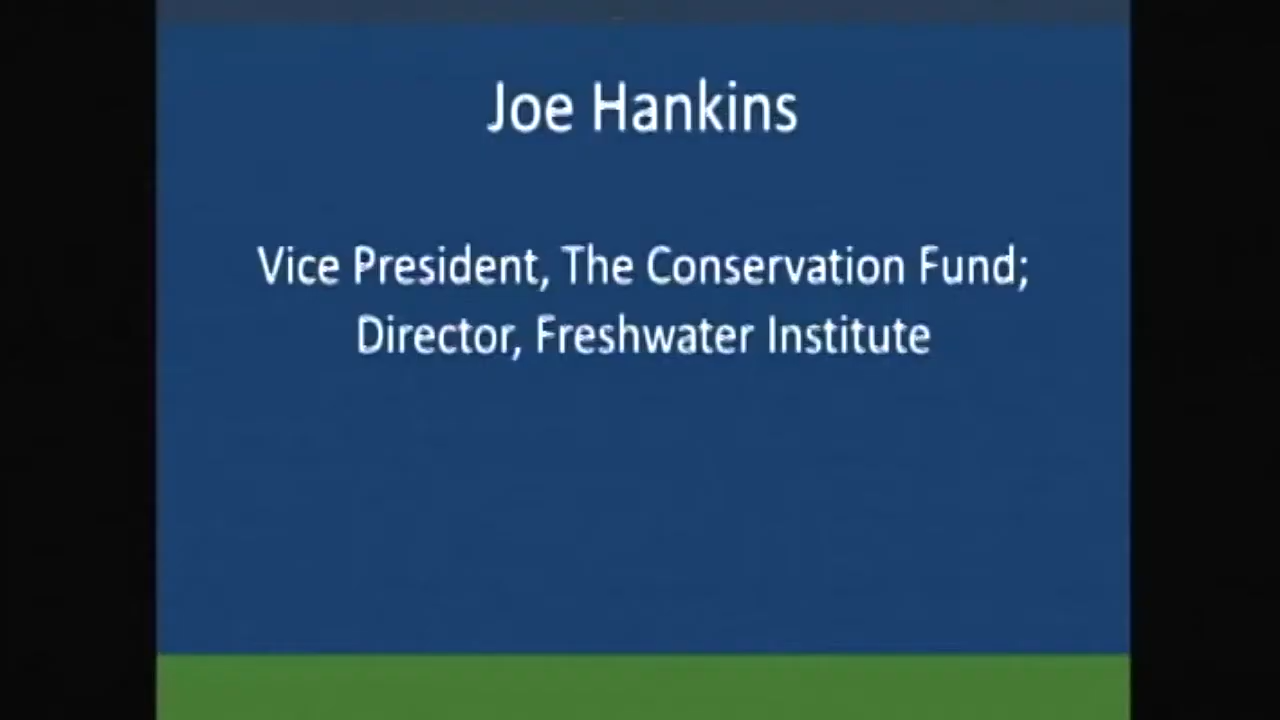 Joe Hankins
Vice President, The Conservation Fund;
Director, Freshwater Institute